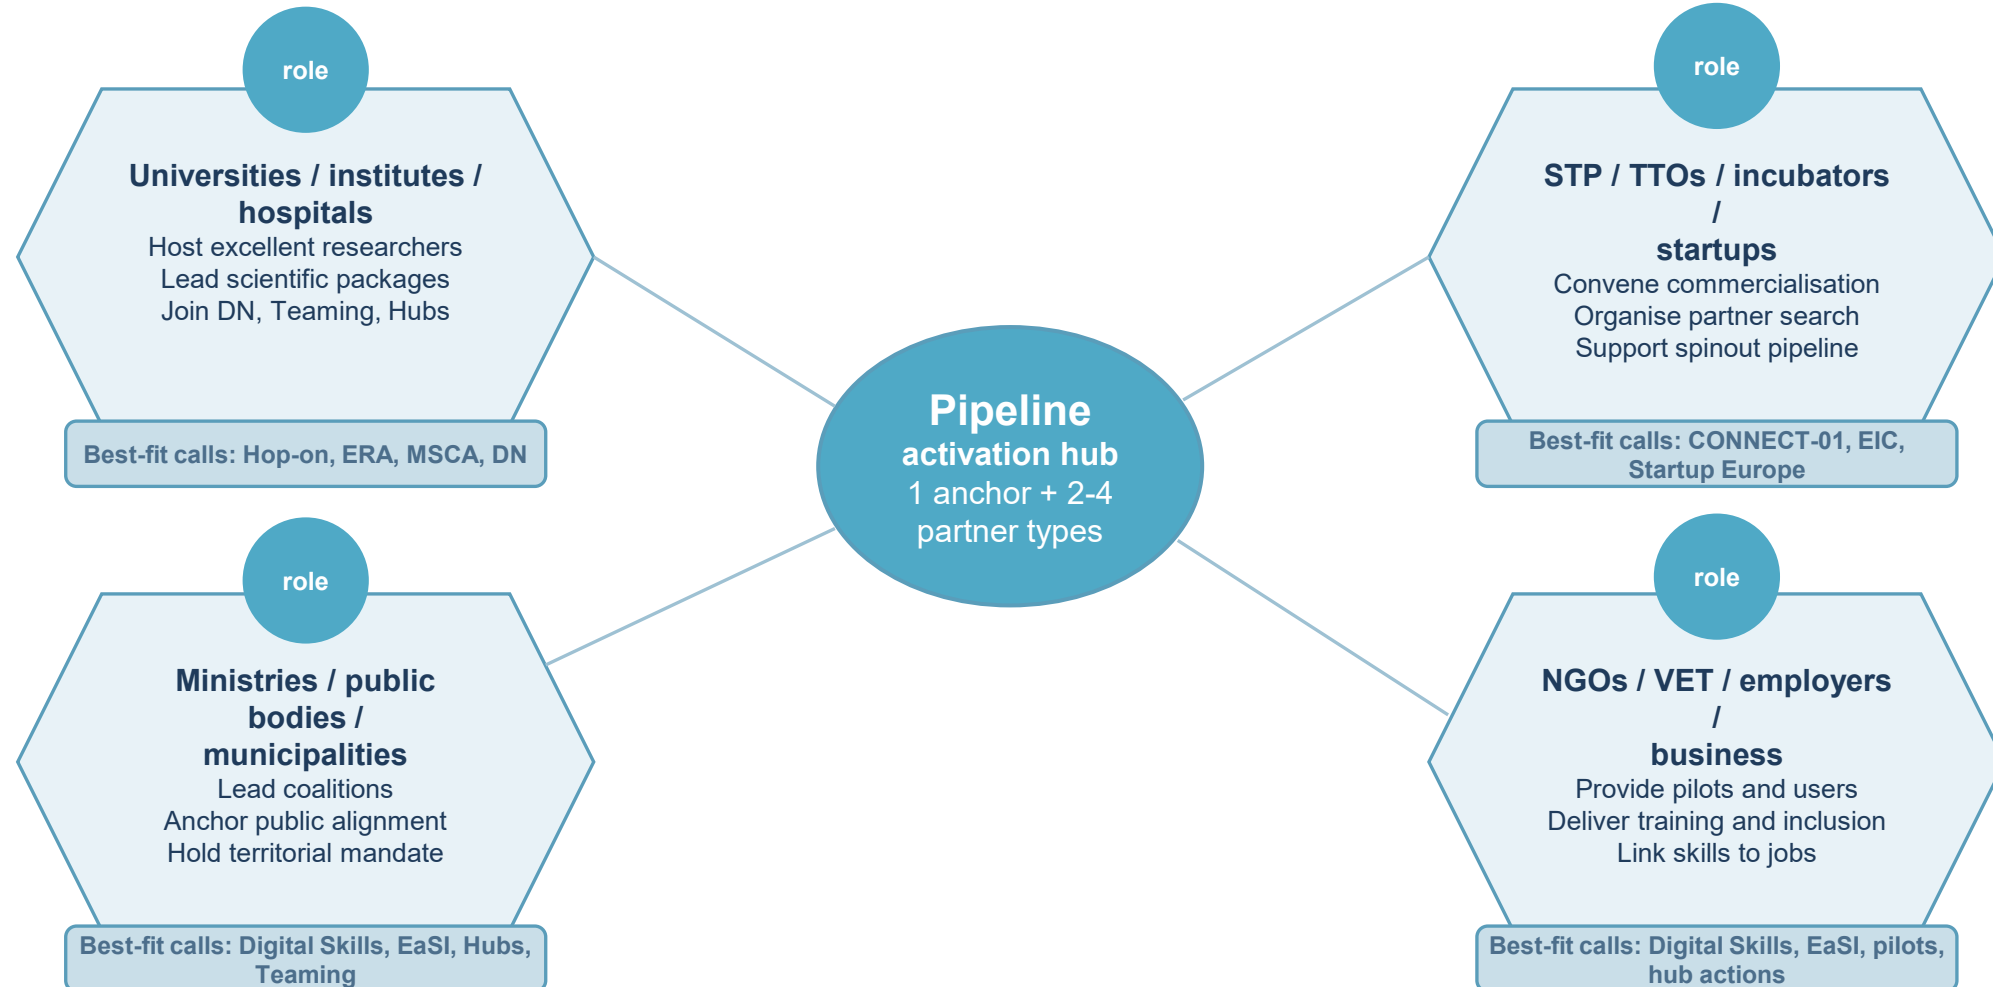 role
Universities / institutes /
hospitals
Host excellent researchers
Lead scientific packages
Join DN, Teaming, Hubs
Best-fit calls: Hop-on, ERA, MSCA, DN
role
STP / TTOs / incubators
/
startups
Convene commercialisation
Organise partner search
Support spinout pipeline
Best-fit calls: CONNECT-01, EIC,
Startup Europe
Pipeline
activation hub
1 anchor + 2-4
partner types
role
Ministries / public
bodies /
municipalities
Lead coalitions
Anchor public alignment
Hold territorial mandate
Best-fit calls: Digital Skills, EaSI, Hubs,
Teaming
role
NGOs / VET / employers
/
business
Provide pilots and users
Deliver training and inclusion
Link skills to jobs
Best-fit calls: Digital Skills, EaSI, pilots,
hub actions